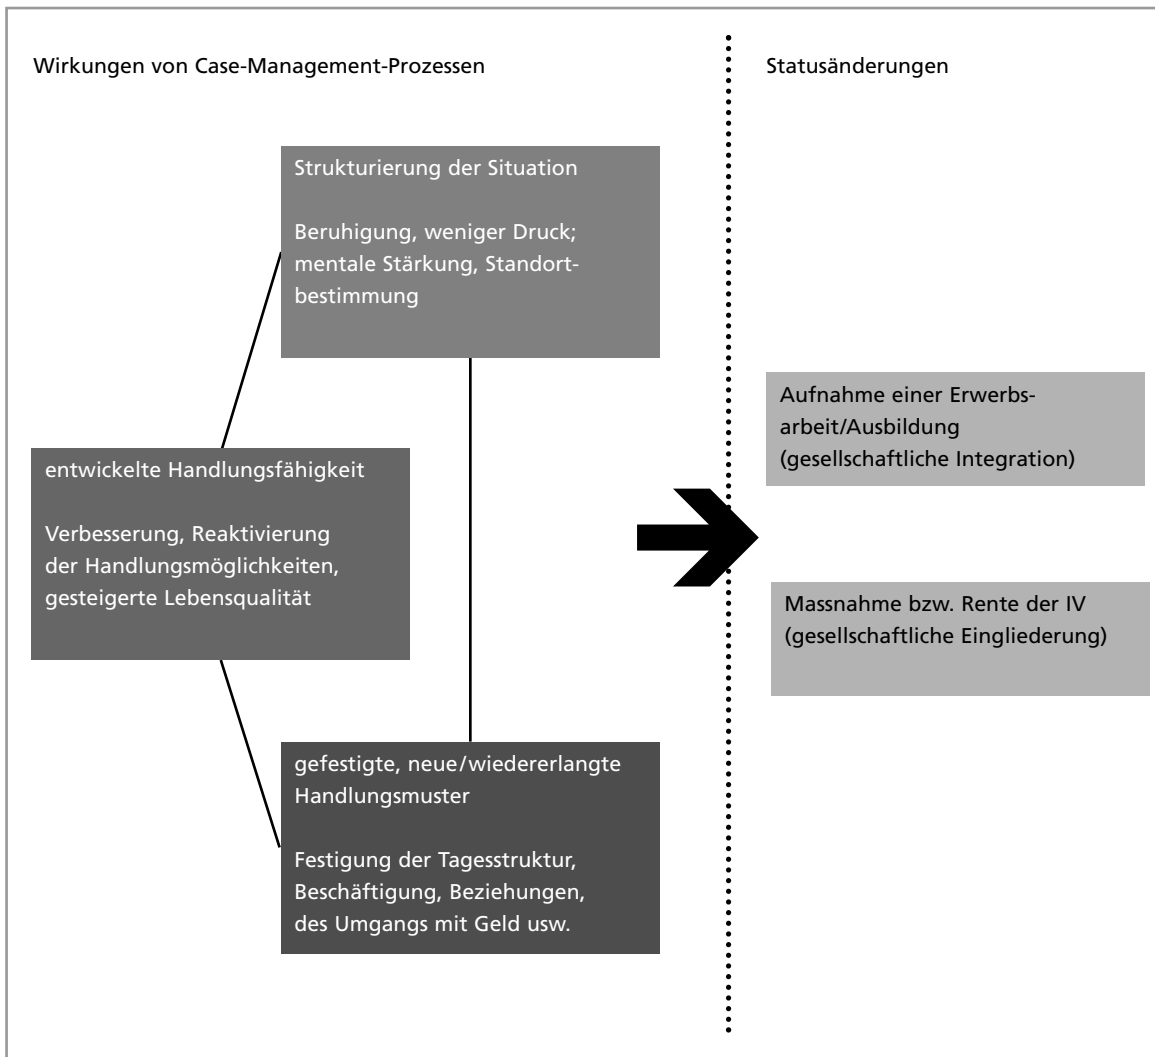 Wirkungen von Case-Management-Prozessen
Statusänderungen
Strukturierung der Situation
Beruhigung, weniger Druck;
mentale Stärkung, Standort-
bestimmung
entwickelte Handlungsfähigkeit
Verbesserung, Reaktivierung
der Handlungsmöglichkeiten,
gesteigerte Lebensqualität
gefestigte, neue/wiedererlangte
Handlungsmuster
Festigung der Tagesstruktur,
Beschäftigung, Beziehungen,
des Umgangs mit Geld usw.
Aufnahme einer Erwerbs-
arbeit/Ausbildung
(gesellschaftliche Integration)
Massnahme bzw. Rente der IV
(gesellschaftliche Eingliederung)